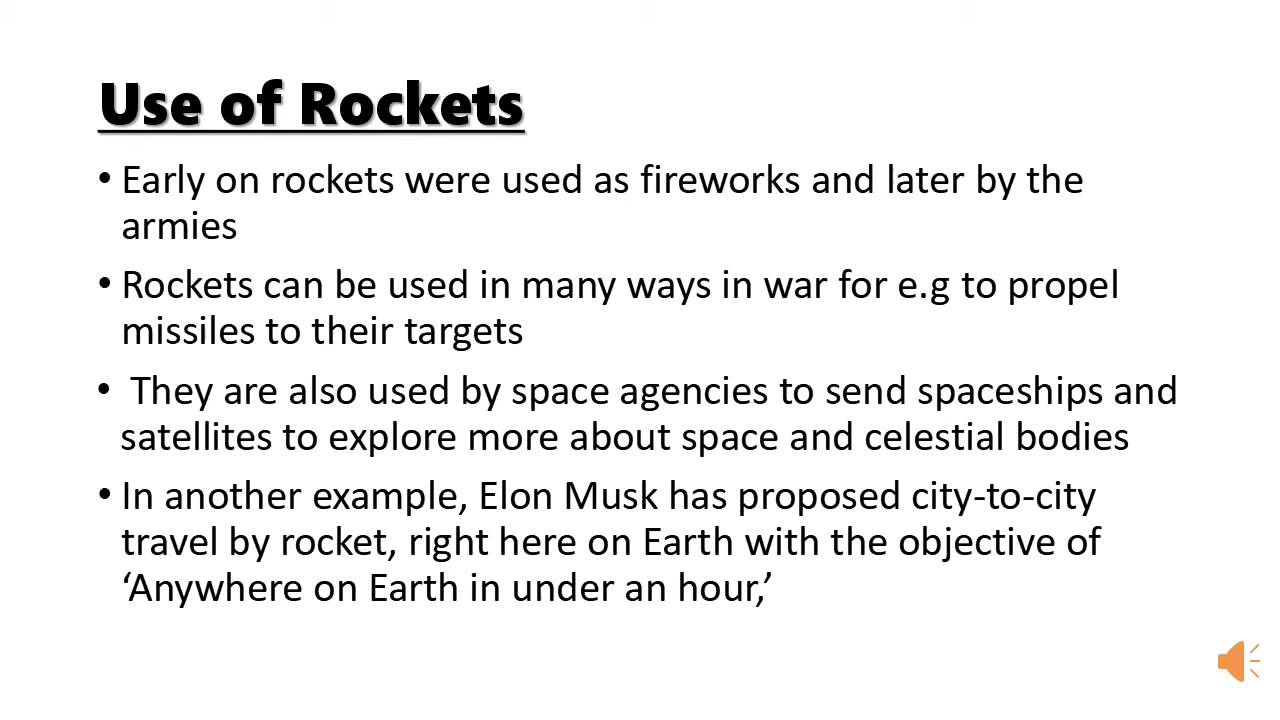 Use of Rockets
• Early on rockets were used as fireworks and later by the
armies
• Rockets can be used in many ways in war for e.g to propel
missiles to their targets
• They are also used by space agencies to send spaceships and
satellites to explore more about space and celestial bodies
• In another example, Elon Musk has proposed city-to-city
travel by rocket, right here on Earth with the objective of
‘Anywhere on Earth in under an hour,’